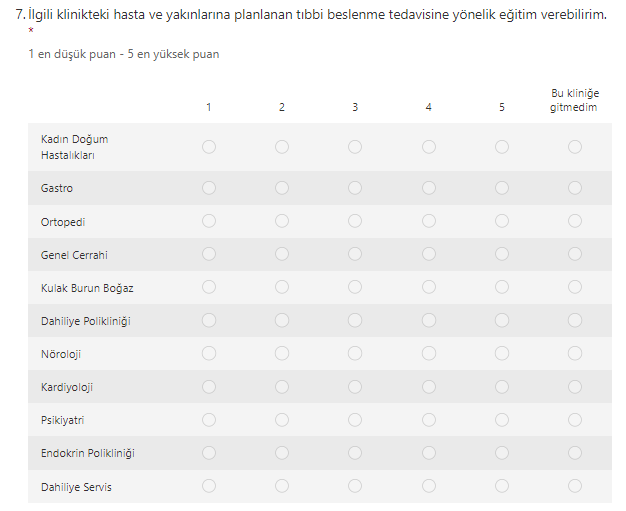 7. İlgili klinikteki hasta ve yakınlarına planlanan tıbbi beslenme tedavisine yönelik eğitim verebilirim.
*
1 en düşük puan - 5 en yüksek puan
1 2 3 4 5 Bu kliniğe gitmedim
Kadın Doğum
Hastalıkları
Gastro
Ortopedi
Genel Cerrahi
Kulak Burun Boğaz
Dahiliye Polikliniği
Nöroloji
Kardiyoloji
Psikiyatri
Endokrin Polikliniği
Dahiliye Servis